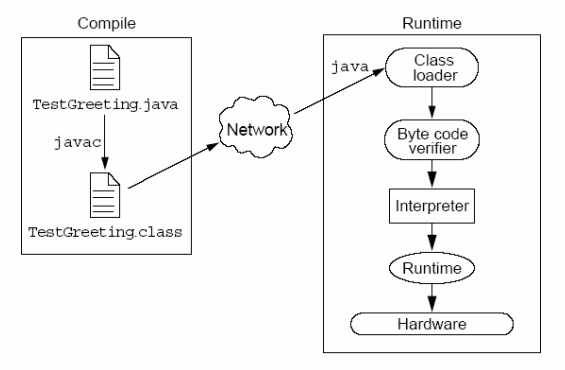 Compile
TestGreeting.java
javac
TestGreeting.class
Network
Runtime
java
Class
loader
Byte code
verifier
Interpreter
Runtime
Hardware